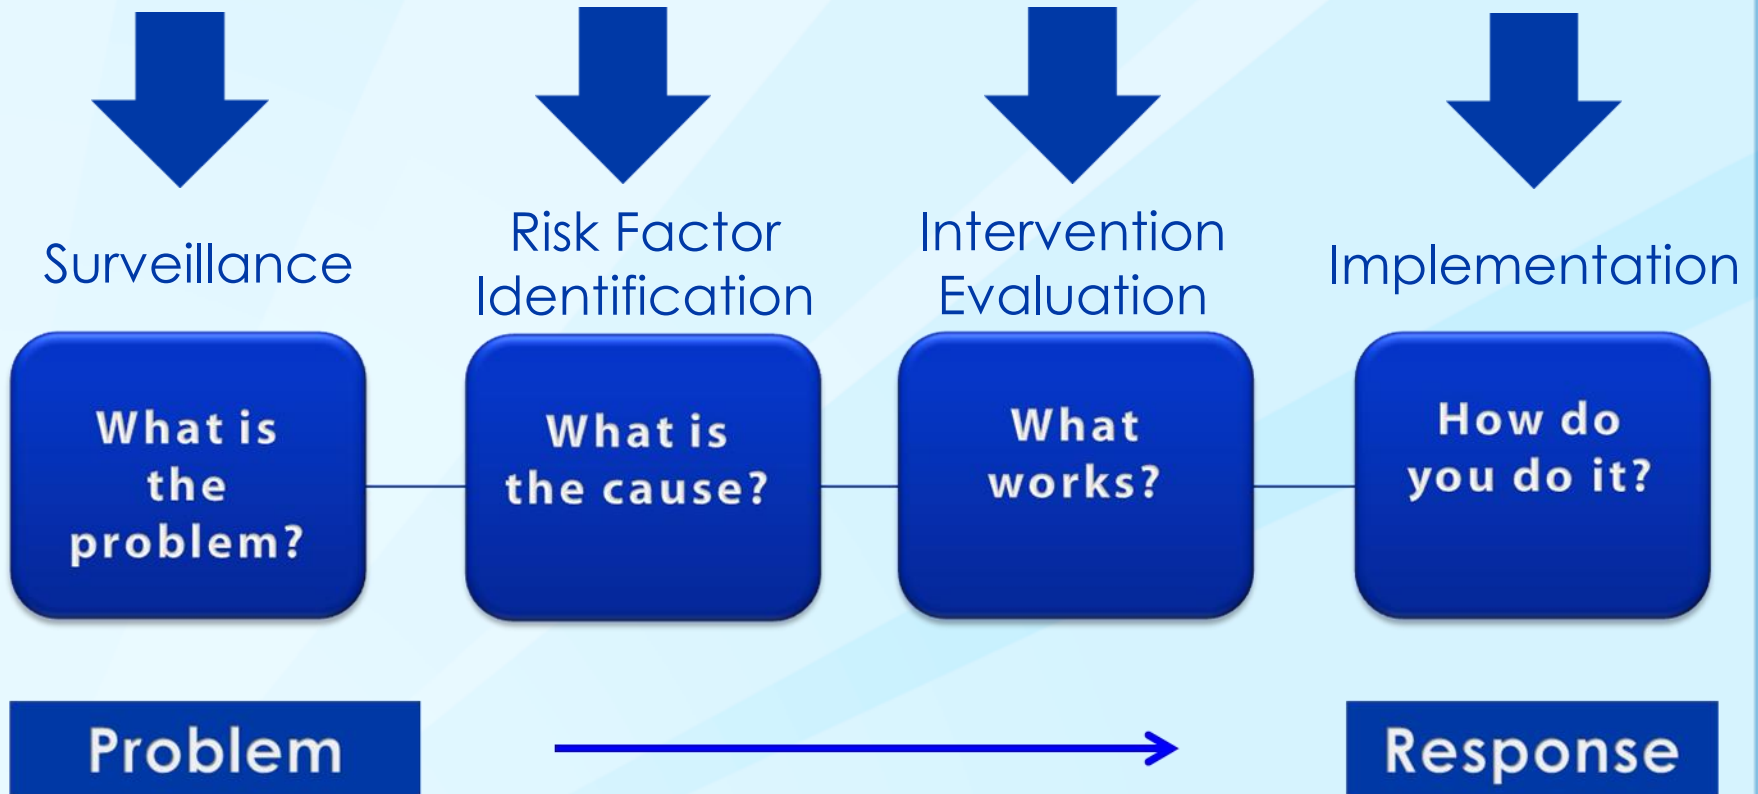 Surveillance
Risk Factor
Identification
Intervention
Evaluation
Implementation
What is
the
problem?
What is
the cause?
What
works?
How do
you do it?
Problem
Response